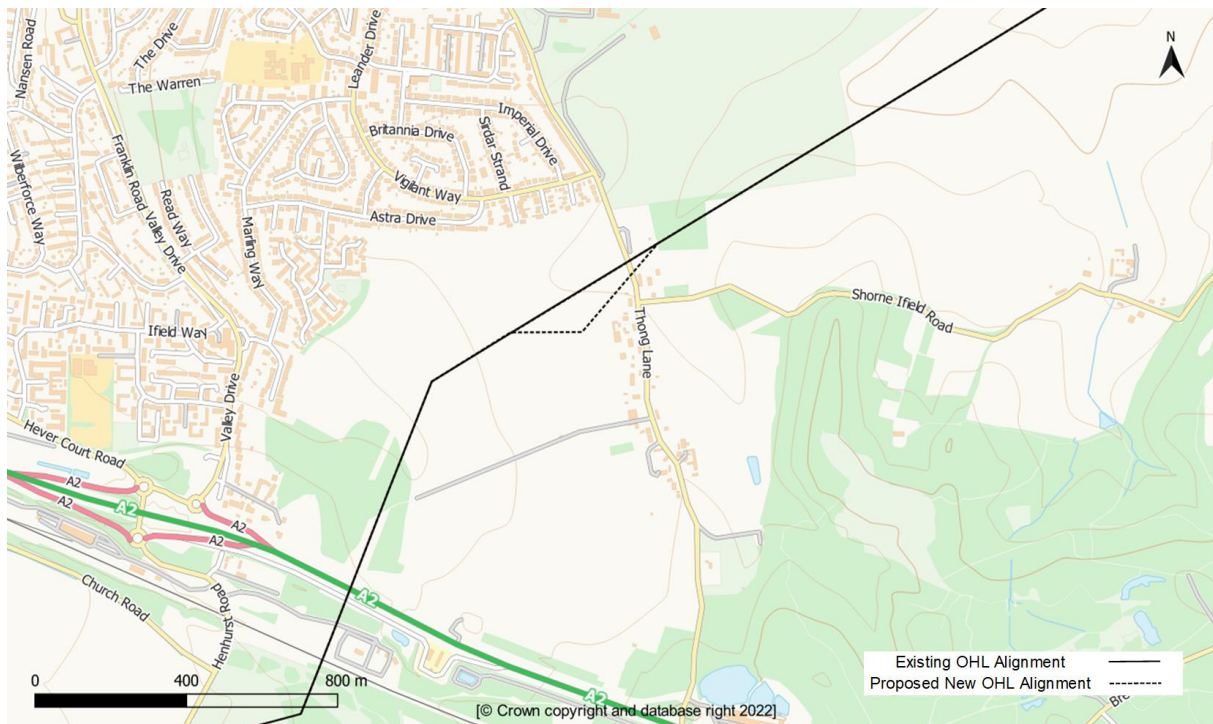 Nansen Road
The Drive
The Warren
Leander Drive
N
Britannia Drive
Sirdar Strand
Imperial Drive
Wilberforce Way
Franklin Road
Read Way
Valley Drive
Marling Way
Vigilant Way
Astra Drive
Ifield Way
Thong Lane
Shorne Ifield Road
Valley Drive
Hever Court Road
A2
A2
A2
A2
A2
A2
Church Road
Henhurst Road
A2
0 400 800 m
[© Crown copyright and database right 2022]
Existing OHL Alignment
Proposed New OHL Alignment
Bre